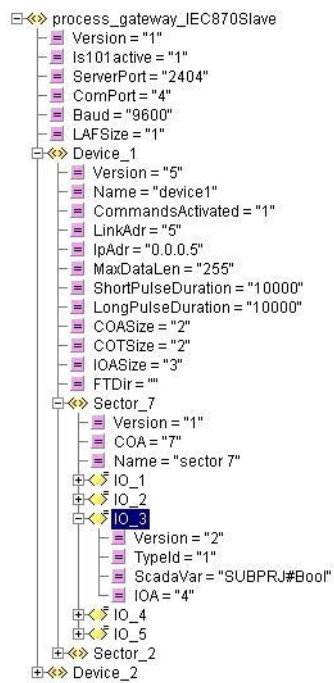 process_gateway_IEC870Slave
Version = "1"
Is101active = "1"
ServerPort = "2404"
ComPort = "4"
Baud = "9600"
LAFSize = "1"
Device_1
Version = "5"
Name = "device1"
CommandsActivated = "1"
LinkAdr = "5"
IpAdr = "0.0.0.5"
MaxDataLen = "255"
ShortPulseDuration = "10000"
LongPulseDuration = "10000"
COASize = "2"
COTSize = "2"
IOASize = "3"
FTDir = ""
Sector_7
Version = "1"
COA = "7"
Name = "sector 7"
IO_1
IO_2
IO_3
Version = "2"
TypeId = "1"
ScadaVar = "SUBPRJ#Bool"
IOA = "4"
IO_4
IO_5
Sector_2
Device_2